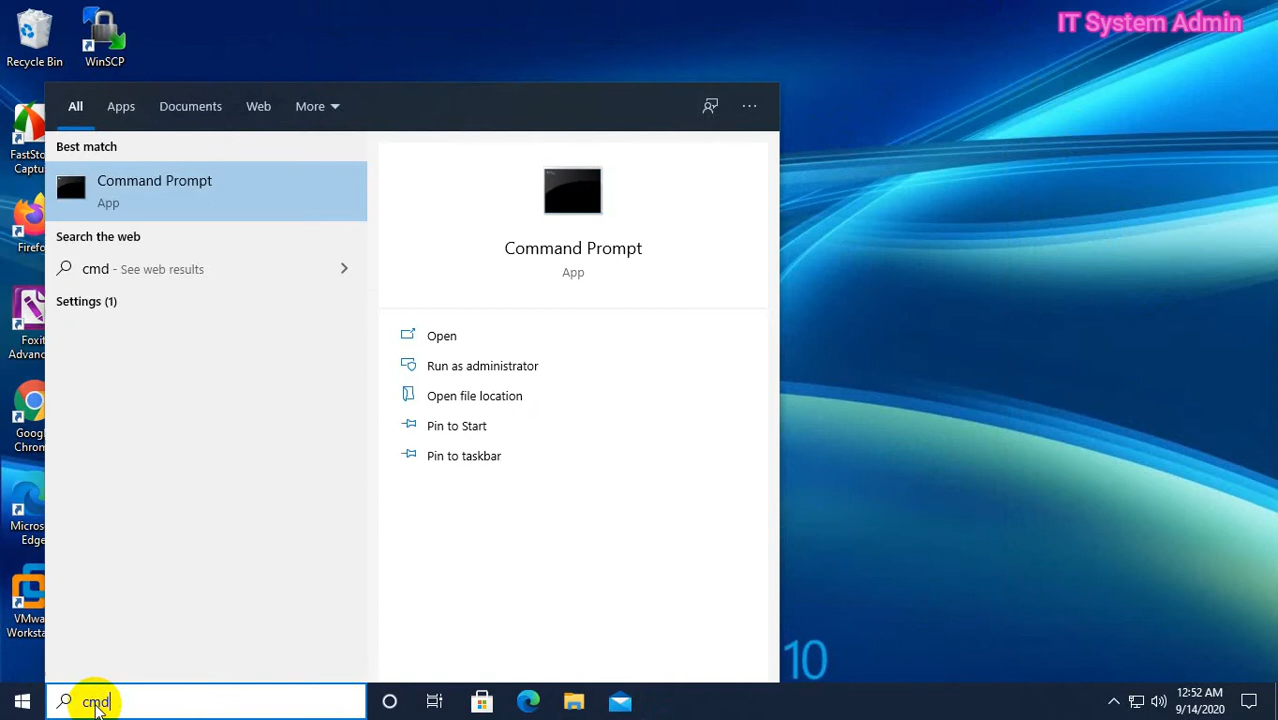 IT System Admin
Recycle Bin
WinSCP
All
Apps
Documents
Web
More
Best match
Command Prompt
App
Search the web
cmd - See web results
Settings (1)
Command Prompt
App
Open
Run as administrator
Open file location
Pin to Start
Pin to taskbar
FastSto
Captu
Firefo
Foxit
Advanc
Google
Chrom
Micros
Edge
VMwa
Worksta
10
cmd
12:52 AM
9/14/2020